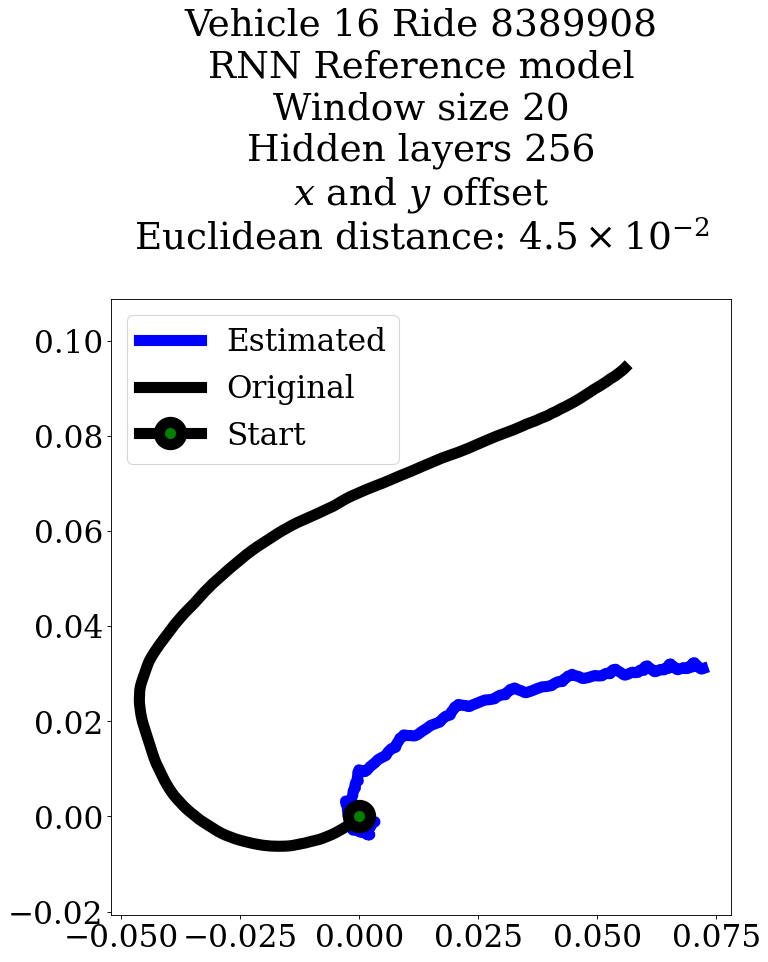 Vehicle 16 Ride 8389908
RNN Reference model
Window size 20
Hidden layers 256
x and y offset
Euclidean distance: 4.5 × 10⁻²
Estimated
Original
Start
0.10
0.08
0.06
0.04
0.02
0.00
−0.02
−0.050 −0.025 0.000 0.025 0.050 0.075